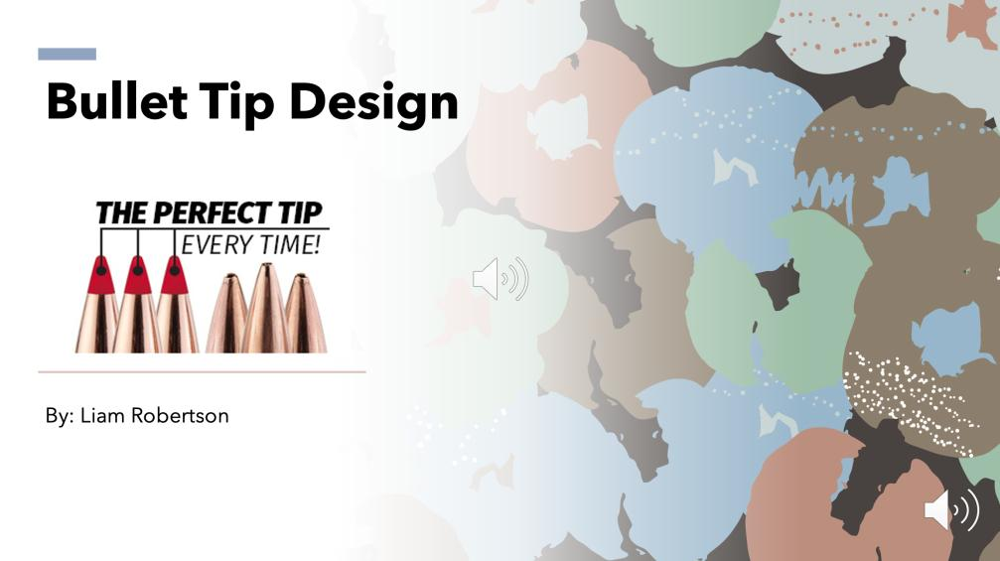 Bullet Tip Design
THE PERFECT TIP
EVERY TIME!
By: Liam Robertson